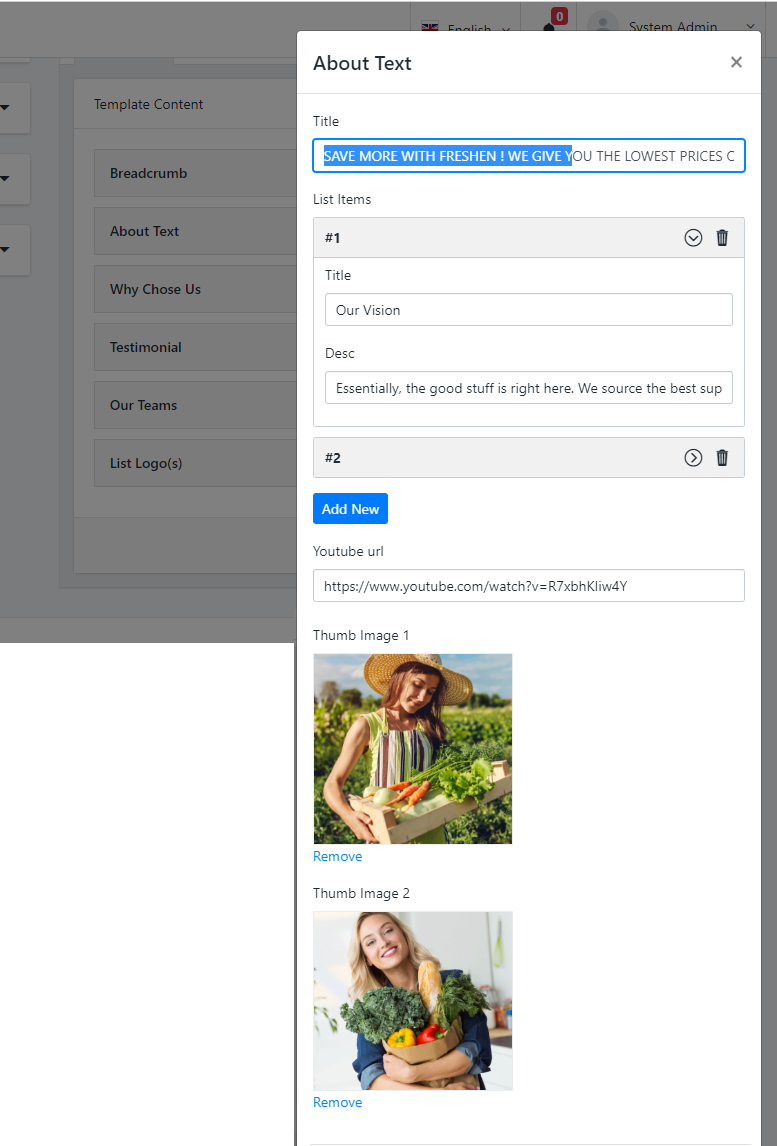 English
0
System Admin
About Text
×
Template Content
Breadcrumb
About Text
Why Chose Us
Testimonial
Our Teams
List Logo(s)
Title
SAVE MORE WITH FRESHEN ! WE GIVE YOU THE LOWEST PRICES C
List Items
#1
Title
Our Vision
Desc
Essentially, the good stuff is right here. We source the best sup
#2
Add New
Youtube url
https://www.youtube.com/watch?v=R7xbhKliw4Y
Thumb Image 1
Remove
Thumb Image 2
Remove